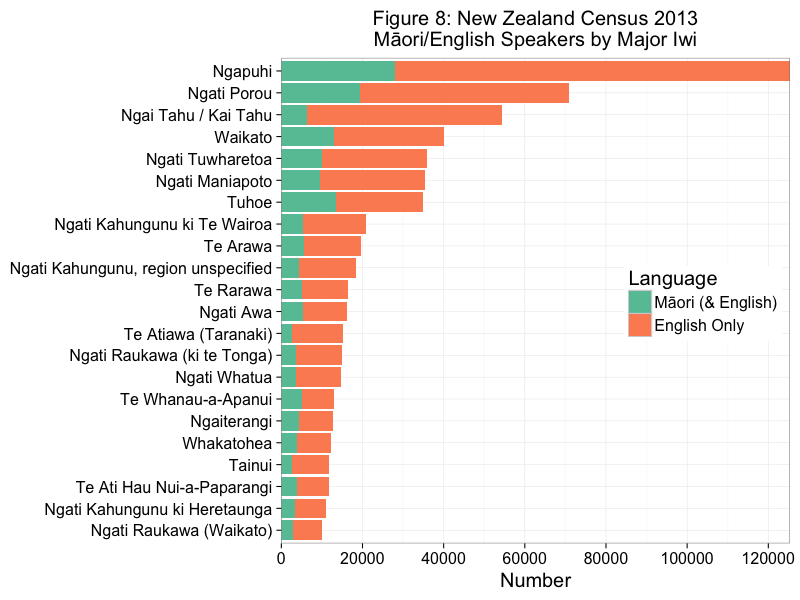 Figure 8: New Zealand Census 2013
Māori/English Speakers by Major Iwi
Ngapuhi
Ngati Porou
Ngai Tahu / Kai Tahu
Waikato
Ngati Tuwharetoa
Ngati Maniapoto
Tuhoe
Ngati Kahungunu ki Te Wairoa
Te Arawa
Ngati Kahungunu, region unspecified
Te Rarawa
Ngati Awa
Te Atiawa (Taranaki)
Ngati Raukawa (ki te Tonga)
Ngati Whatua
Te Whanau-a-Apanui
Ngaiterangi
Whakatohea
Tainui
Te Ati Hau Nui-a-Paparangi
Ngati Kahungunu ki Heretaunga
Ngati Raukawa (Waikato)
Language
Māori (& English)
English Only
0 20000 40000 60000 80000 100000 120000
Number